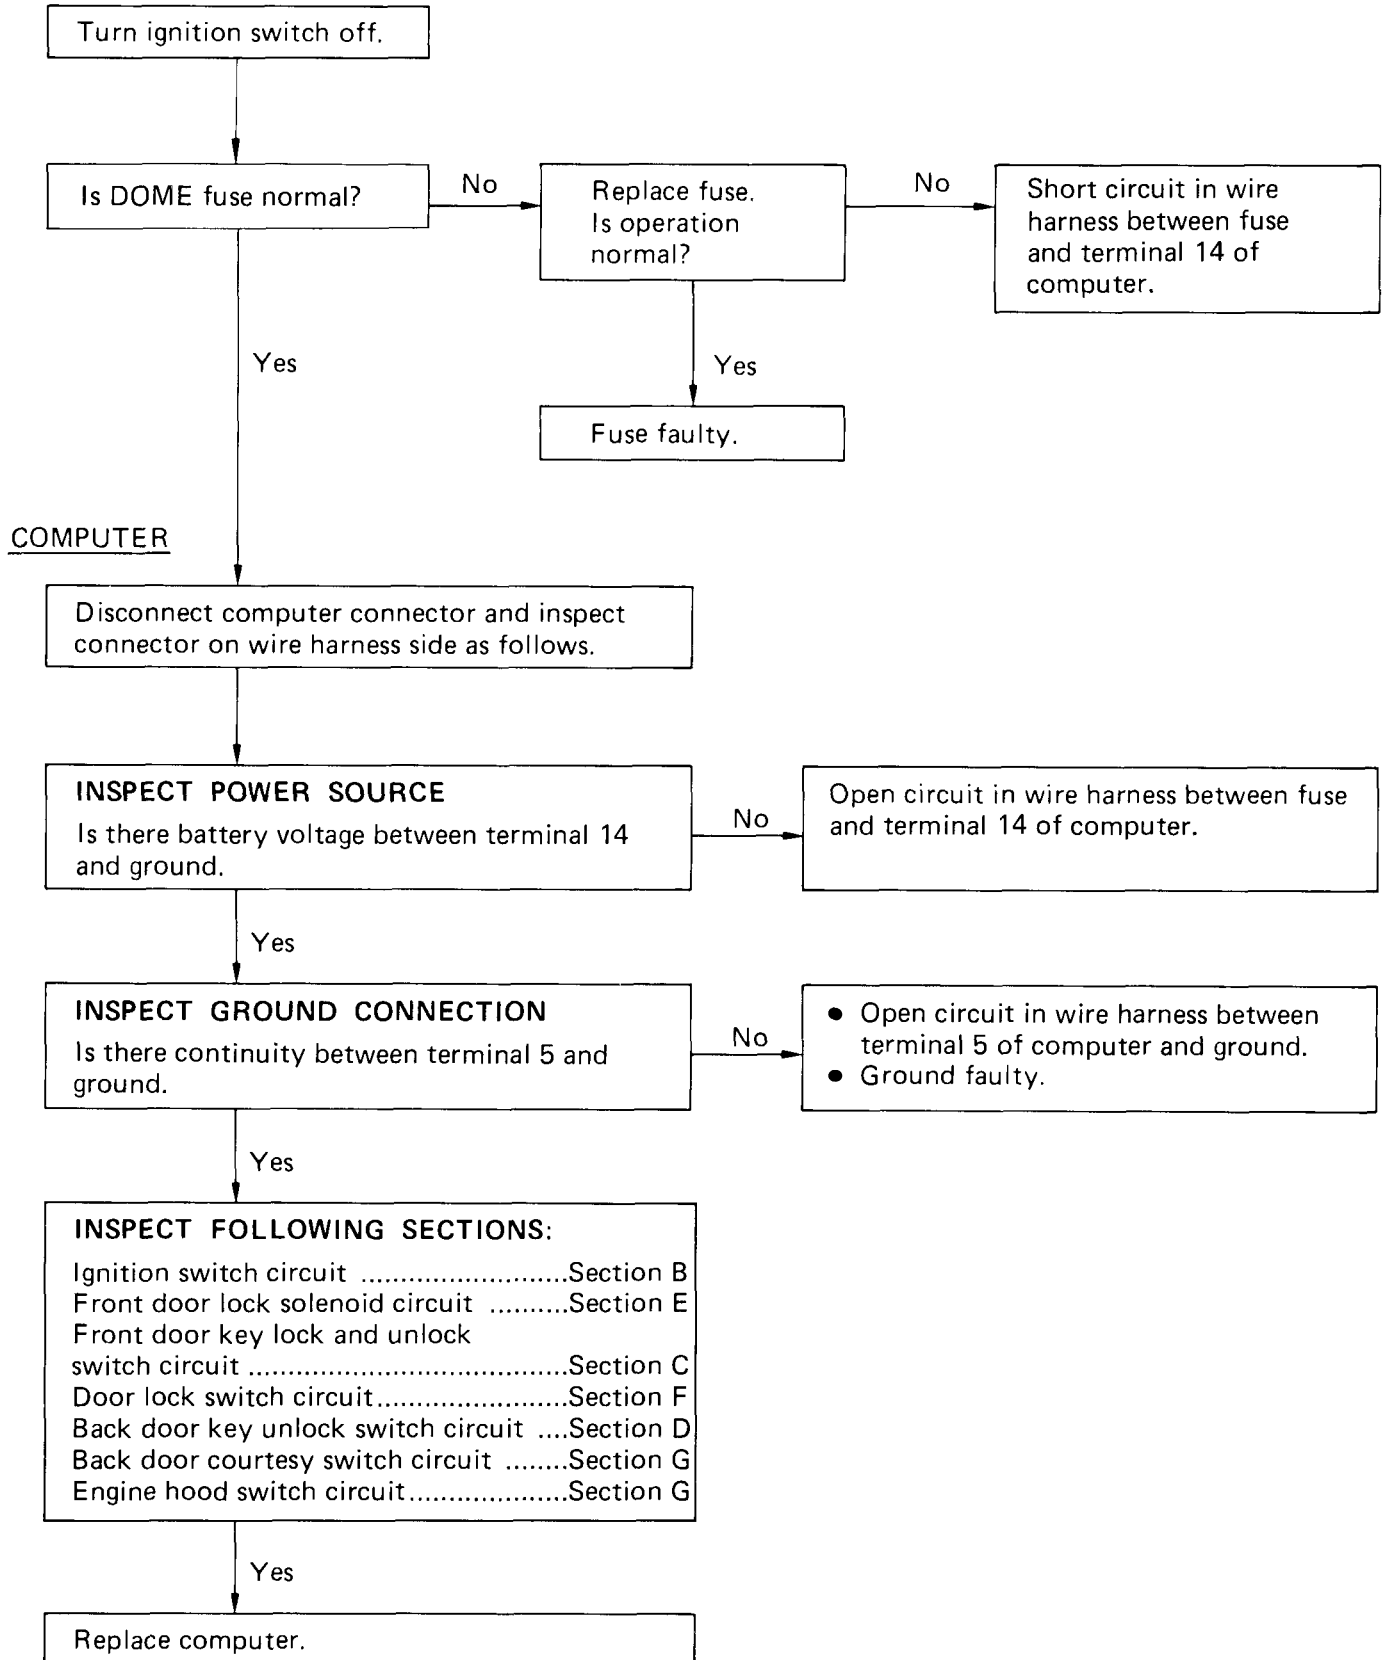 Turn ignition switch off.
Is DOME fuse normal?
No
Replace fuse.
Is operation
normal?
No
Short circuit in wire
harness between fuse
and terminal 14 of
computer.
Yes
Yes
Fuse faulty.
COMPUTER
Disconnect computer connector and inspect
connector on wire harness side as follows.
INSPECT POWER SOURCE
Is there battery voltage between terminal 14
and ground.
No
Open circuit in wire harness between fuse
and terminal 14 of computer.
Yes
INSPECT GROUND CONNECTION
Is there continuity between terminal 5 and
ground.
No
● Open circuit in wire harness between
terminal 5 of computer and ground.
● Ground faulty.
Yes
INSPECT FOLLOWING SECTIONS:
Ignition switch circuit ...........................Section B
Front door lock solenoid circuit ..........Section E
Front door key lock and unlock
switch circuit .........................................Section C
Door lock switch circuit.........................Section F
Back door key unlock switch circuit ....Section D
Back door courtesy switch circuit ........Section G
Engine hood switch circuit.....................Section G
Yes
Replace computer.